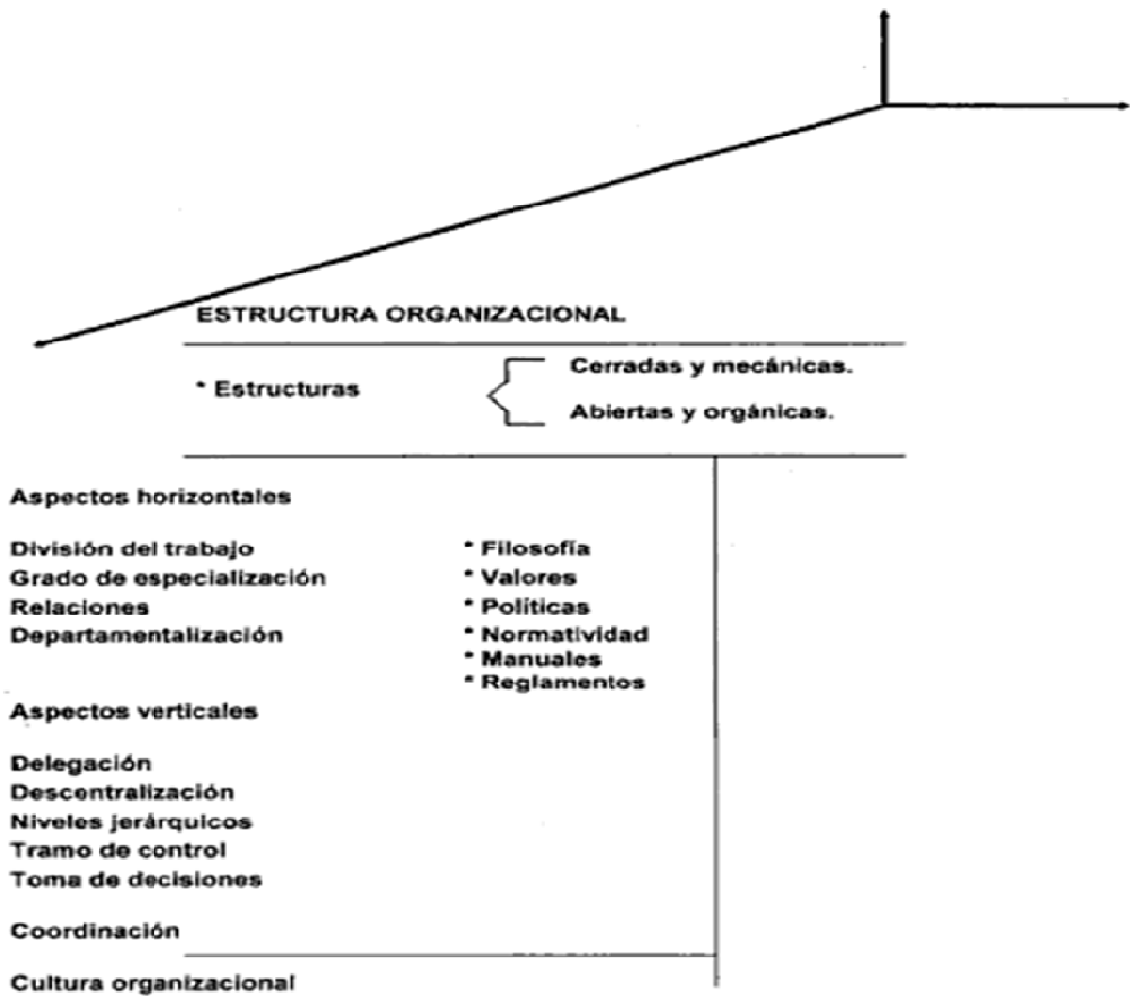 ESTRUCTURA ORGANIZACIONAL
* Estructuras
Cerradas y mecánicas.
Abiertas y orgánicas.
Aspectos horizontales
División del trabajo
Grado de especialización
Relaciones
Departamentalización
* Filosofía
* Valores
* Políticas
* Normatividad
* Manuales
* Reglamentos
Aspectos verticales
Delegación
Descentralización
Niveles jerárquicos
Tramo de control
Toma de decisiones
Coordinación
Cultura organizacional